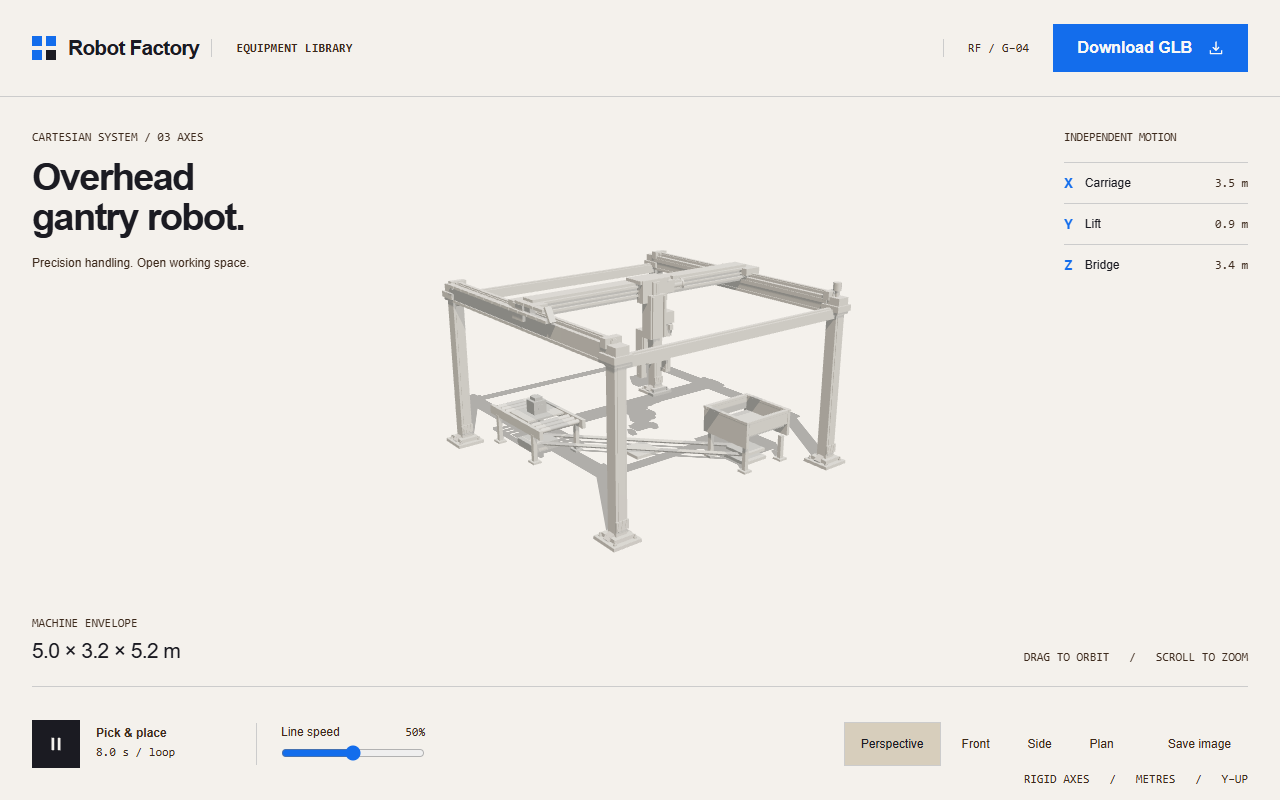 Robot Factory
EQUIPMENT LIBRARY
RF / G-04
Download GLB
CARTESIAN SYSTEM / 03 AXES
Overhead
gantry robot.
Precision handling. Open working space.
INDEPENDENT MOTION
X Carriage 3.5 m
Y Lift 0.9 m
Z Bridge 3.4 m
MACHINE ENVELOPE
5.0 × 3.2 × 5.2 m
DRAG TO ORBIT / SCROLL TO ZOOM
Pick & place
8.0 s / loop
Line speed 50%
Perspective Front Side Plan Save image
RIGID AXES / METRES / Y-UP